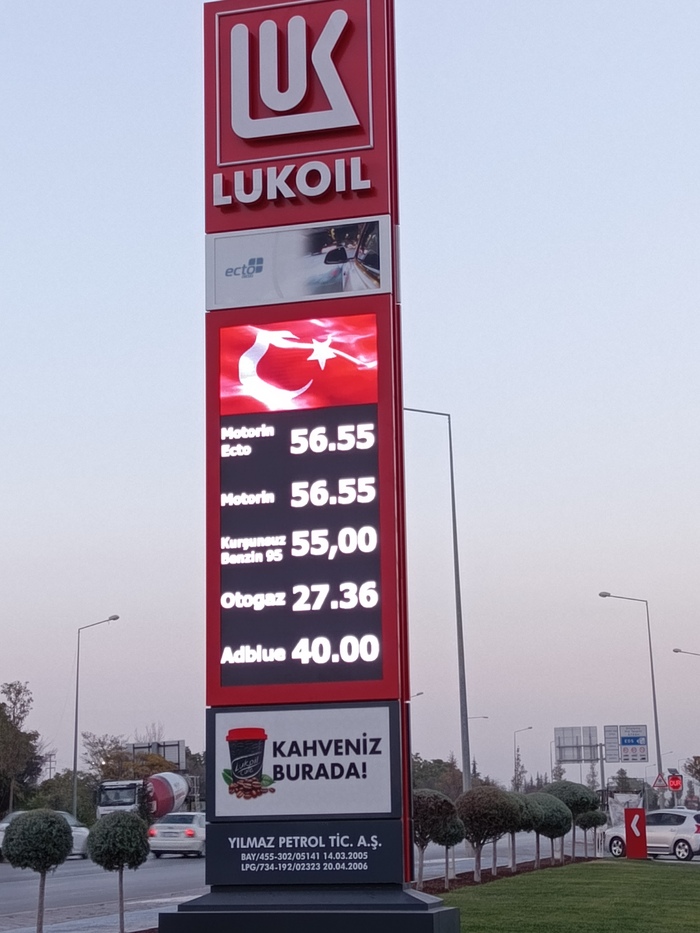 LUK
LUKOIL
ecto
Motorin
Ecto
56.55
Motorin 56.55
Kurşunsuz
Benzin 95
55,00
Otogaz 27.36
Adblue 40.00
KAHVENİZ
BURADA!
YILMAZ PETROL TİC. A.Ş.
BAY/455-302/05141 14.03.2005
LPG/734-192/02323 20.04.2006
DUR